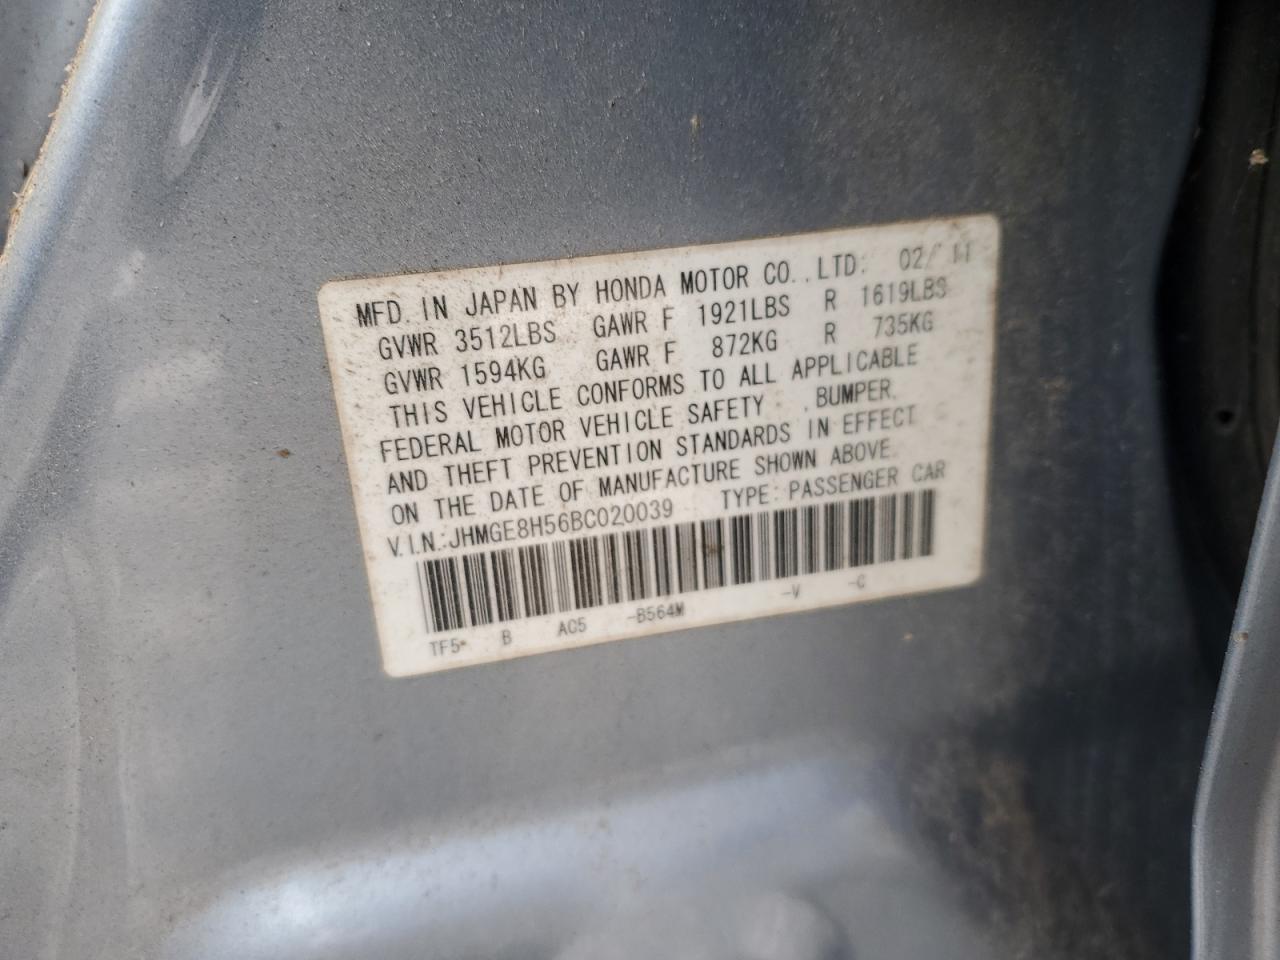 MFD. IN JAPAN BY HONDA MOTOR CO., LTD. 02/11
GVWR 3512LBS GAWR F 1921LBS R 1619LBS
GVWR 1594KG GAWR F 872KG R 735KG
THIS VEHICLE CONFORMS TO ALL APPLICABLE
FEDERAL MOTOR VEHICLE SAFETY, BUMPER,
AND THEFT PREVENTION STANDARDS IN EFFECT
ON THE DATE OF MANUFACTURE SHOWN ABOVE.
V.I.N.:JHMGE8H56BC020039 TYPE:PASSENGER CAR
TF5- B AC5 -B564M -V -C